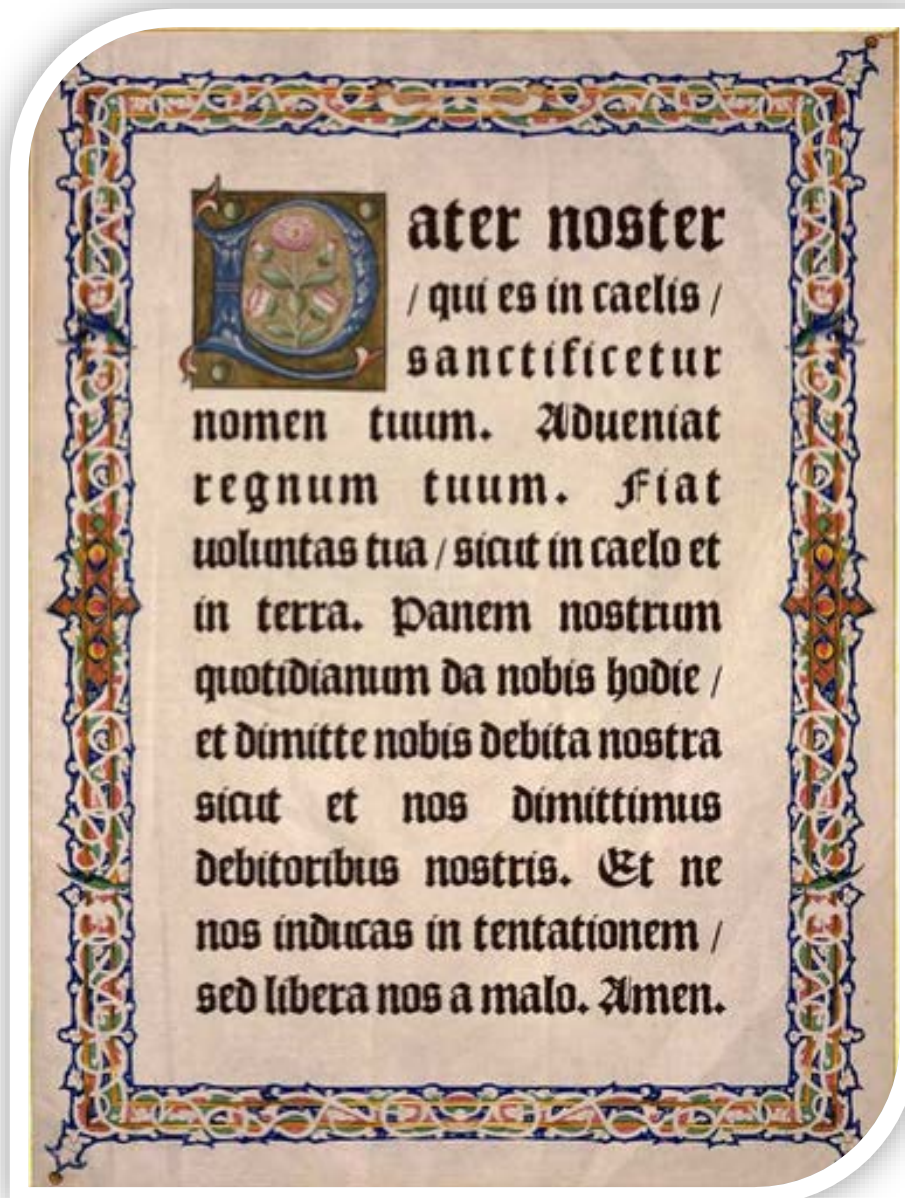 Pater noster
/ qui es in caelis /
sanctificetur
nomen tuum. Adueniat
regnum tuum. Fiat
uoluntas tua / sicut in caelo et
in terra. Panem nostrum
quotidianum da nobis hodie /
et dimitte nobis debita nostra
sicut et nos dimittimus
debitoribus nostris. Et ne
nos inducas in tentationem /
sed libera nos a malo. Amen.